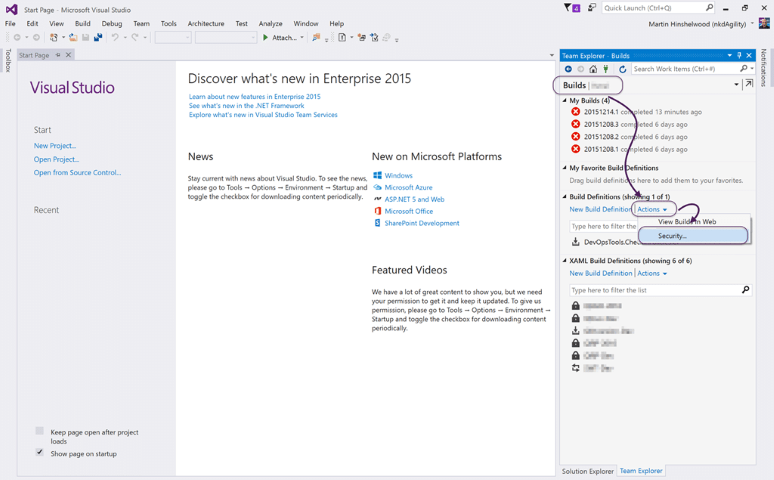 Start Page - Microsoft Visual Studio
4
Quick Launch (Ctrl+Q)
File Edit View Build Debug Team Tools Architecture Test Analyze Window Help
Martin Hinshelwood (nkdAgility)
Attach...
Toolbox
Start Page
Visual Studio
Start
New Project...
Open Project...
Open from Source Control...
Recent
Keep page open after project
loads
Show page on startup
Discover what's new in Enterprise 2015
Learn about new features in Enterprise 2015
See what's new in the .NET Framework
Explore what's new in Visual Studio Team Services
News
Stay current with news about Visual Studio. To see the news,
please go to Tools → Options → Environment → Startup and
toggle the checkbox for downloading content periodically.
New on Microsoft Platforms
Windows
Microsoft Azure
ASP.NET 5 and Web
Microsoft Office
SharePoint Development
Featured Videos
We have a lot of great content to show you, but we need
your permission to get it and keep it updated. To give us
permission, please go to Tools → Options → Environment →
Startup and toggle the checkbox for downloading content
periodically.
Team Explorer - Builds
Search Work Items (Ctrl+#)
Builds |
My Builds (4)
20151214.1 completed 13 minutes ago
20151208.3 completed 6 days ago
20151208.2 completed 6 days ago
20151208.1 completed 6 days ago
My Favorite Build Definitions
Drag build definitions here to add them to your favorites.
Build Definitions (showing 1 of 1)
New Build Definition | Actions
View Builds in Web
Type here to filter the
Security...
DevOpsTools.Che
XAML Build Definitions (showing 6 of 6)
New Build Definition | Actions
Type here to filter the list
Solution Explorer Team Explorer
Notifications